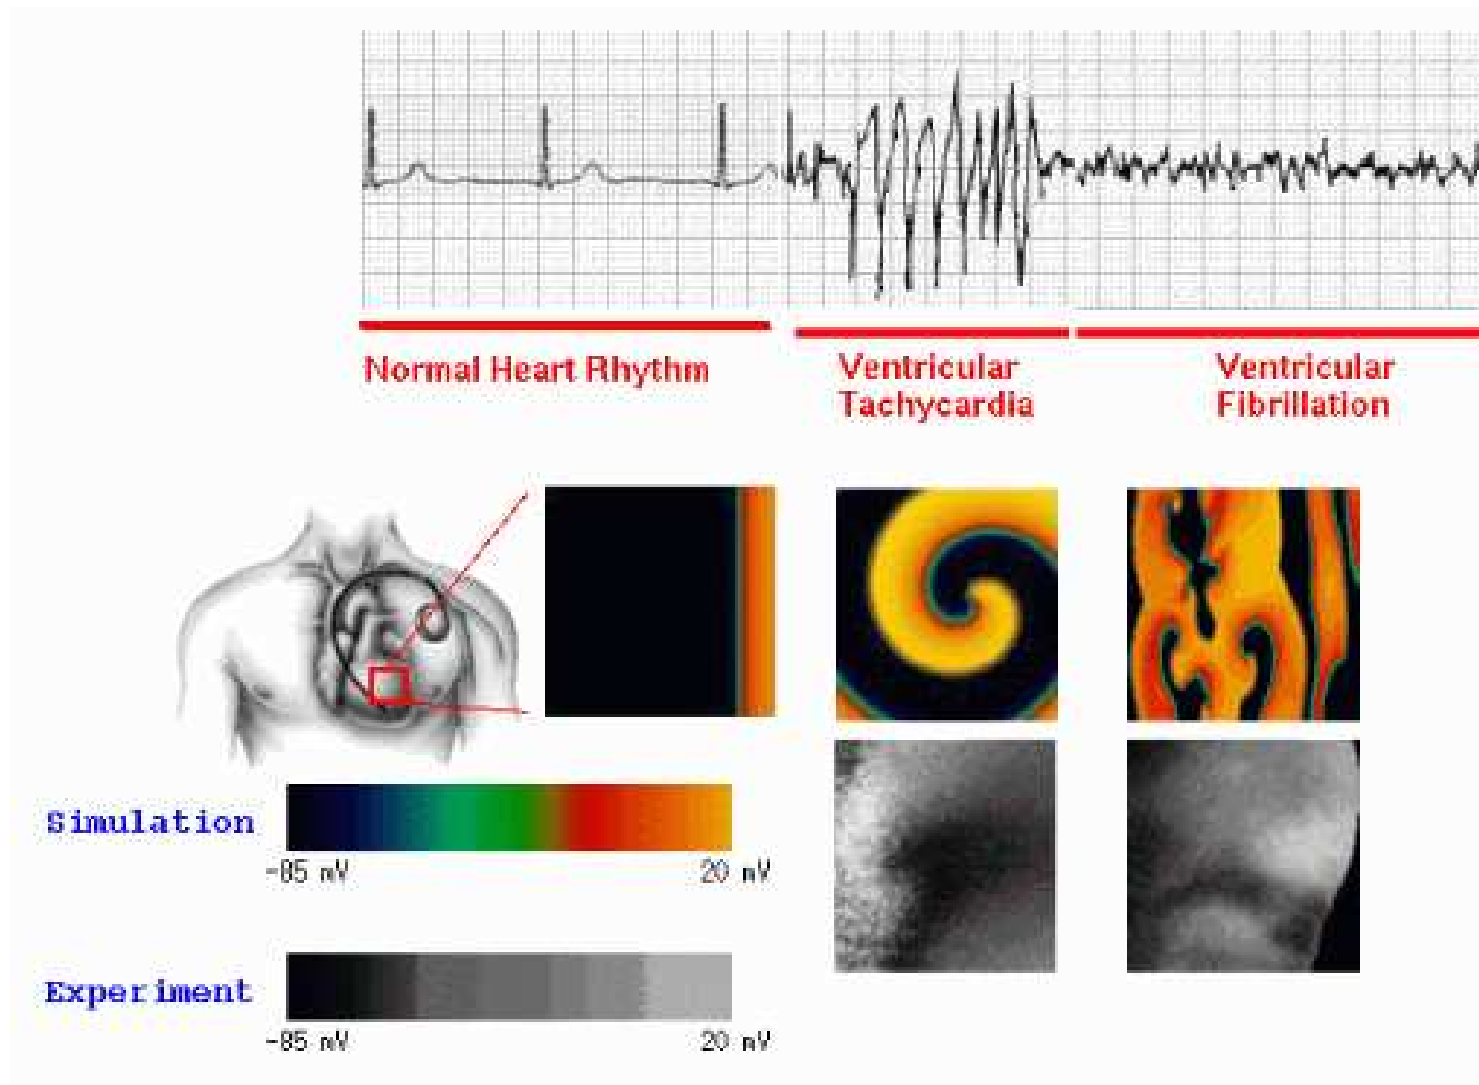 Normal Heart Rhythm
Ventricular
Tachycardia
Ventricular
Fibrillation
Simulation
-85 mV
20 mV
Experiment
-85 mV
20 mV